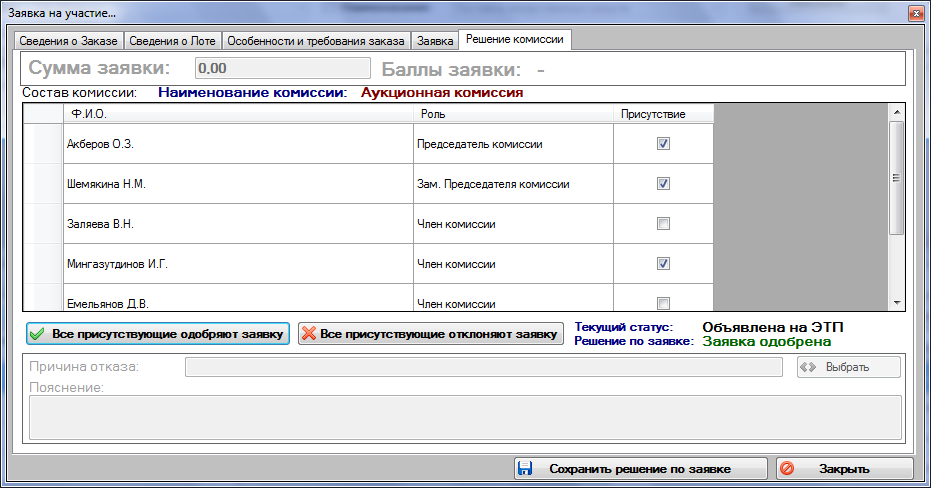 Заявка на участие...
Сведения о Заказе Сведения о Лоте Особенности и требования заказа Заявка Решение комиссии
Сумма заявки: 0,00 Баллы заявки: -
Состав комиссии: Наименование комиссии: Аукционная комиссия
Ф.И.О. Роль Присутствие
Акберов О.З. Председатель комиссии
Шемякина Н.М. Зам. Председателя комиссии
Заляева В.Н. Член комиссии
Мингазутдинов И.Г. Член комиссии
Емельянов Д.В. Член комиссии
Все присутствующие одобряют заявку Все присутствующие отклоняют заявку Текущий статус: Объявлена на ЭТП
Решение по заявке: Заявка одобрена
Причина отказа: Выбрать
Пояснение:
Сохранить решение по заявке Закрыть